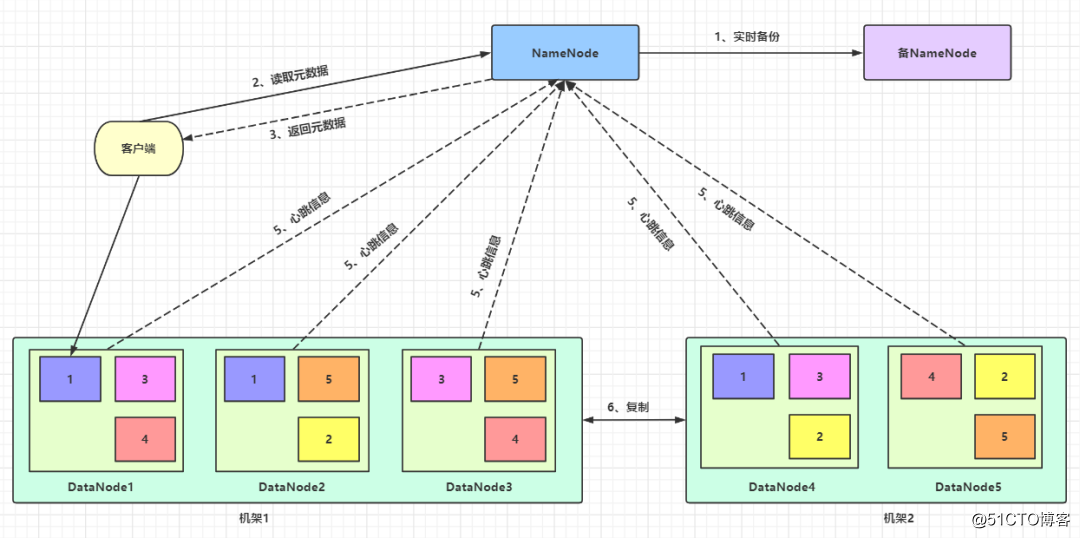 NameNode
1、实时备份
备NameNode
2、读取元数据
3、返回元数据
客户端
5、心跳信息
5、心跳信息
5、心跳信息
5、心跳信息
5、心跳信息
1
3
4
DataNode1
1
5
2
DataNode2
3
5
4
DataNode3
机架1
6、复制
1
3
2
DataNode4
4
2
5
DataNode5
机架2
@51CTO博客